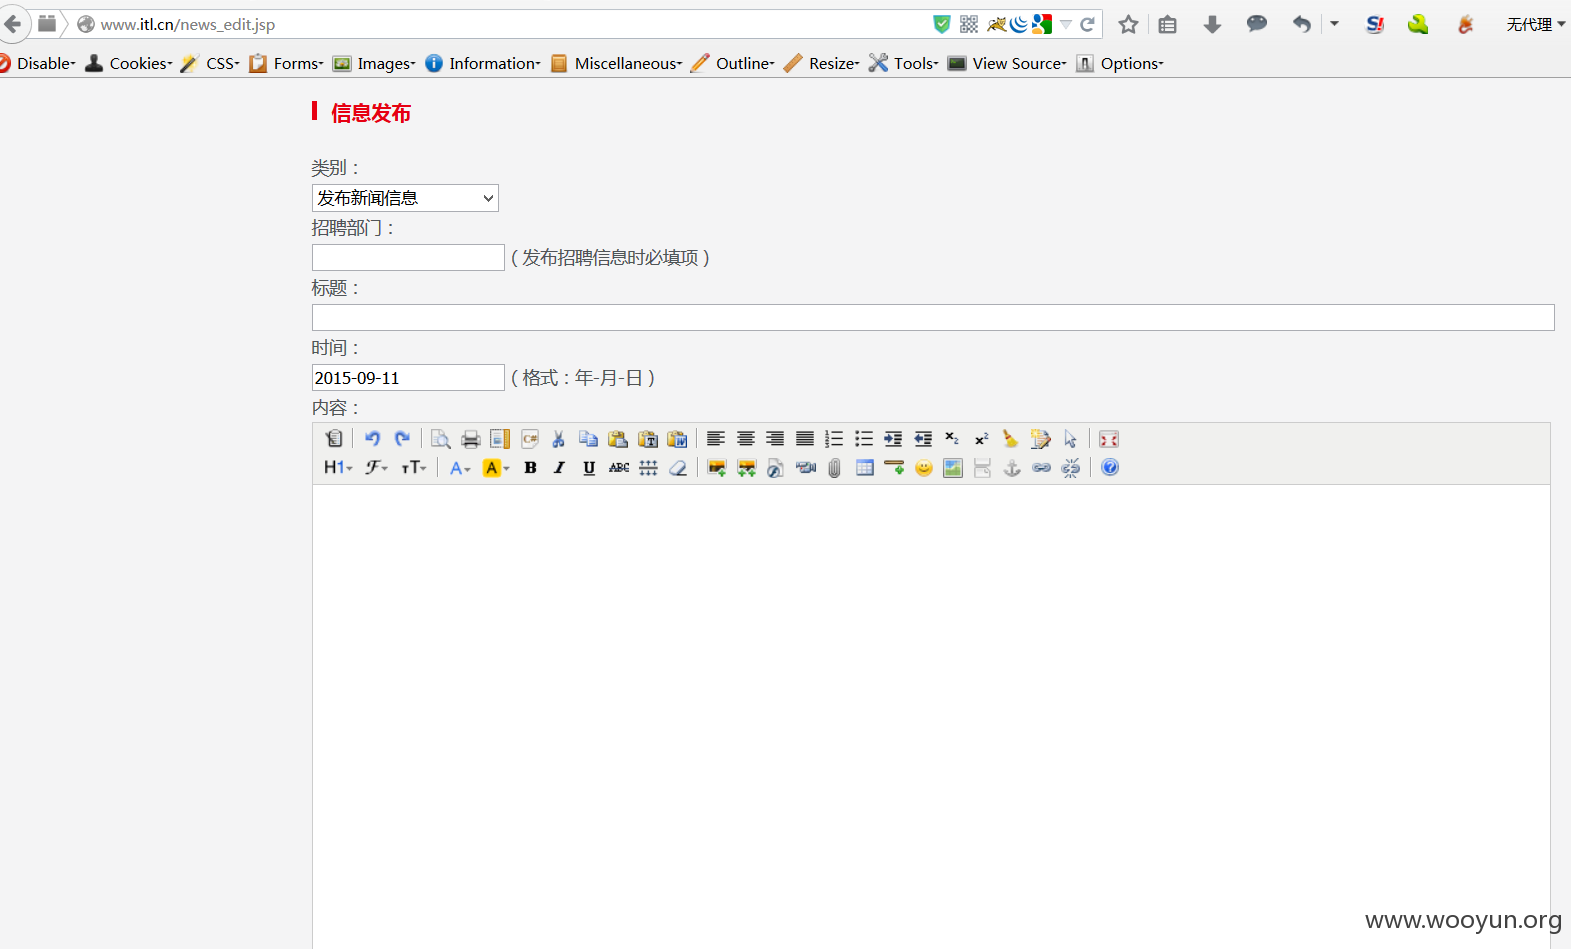 www.itl.cn/news_edit.jsp
无代理
Disable Cookies CSS Forms Images Information Miscellaneous Outline Resize Tools View Source Options
信息发布
类别：
发布新闻信息
招聘部门：
（发布招聘信息时必填项）
标题：
时间：
2015-09-11 （格式：年-月-日）
内容：
H1 F TT A A B I U ABC
www.wooyun.org